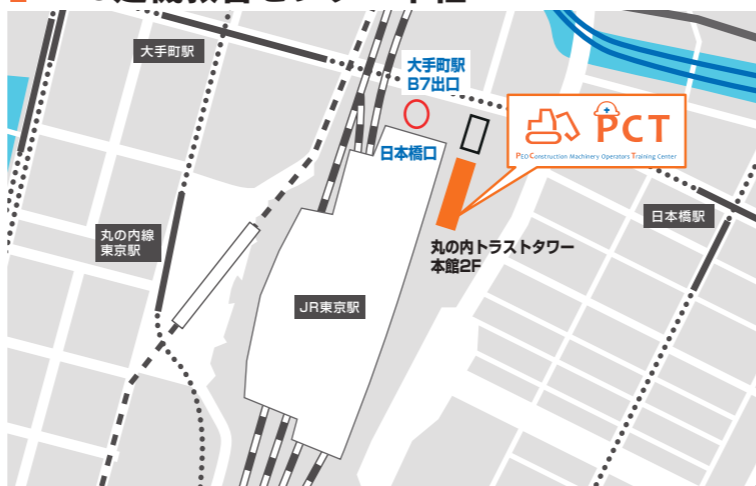 大手町駅
大手町駅
B7出口
PCT
PEO Construction Machinery Operators Training Center
日本橋口
日本橋駅
丸の内線
東京駅
丸の内トラストタワー
本館2F
JR東京駅